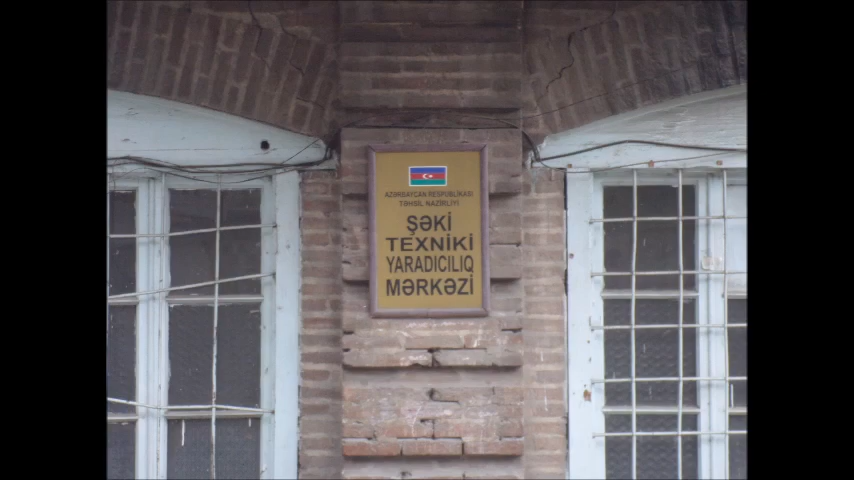 AZƏRBAYCAN RESPUBLİKASI
TƏHSİL NAZİRLİYİ
ŞƏKİ
TEXNİKİ
YARADICILIQ
MƏRKƏZİ